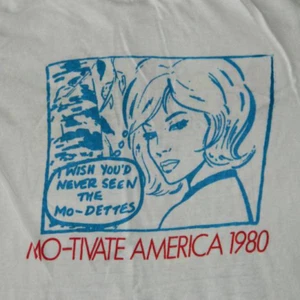 I WISH YOU'D
NEVER SEEN
THE
MO-DETTES
MO-TIVATE AMERICA 1980